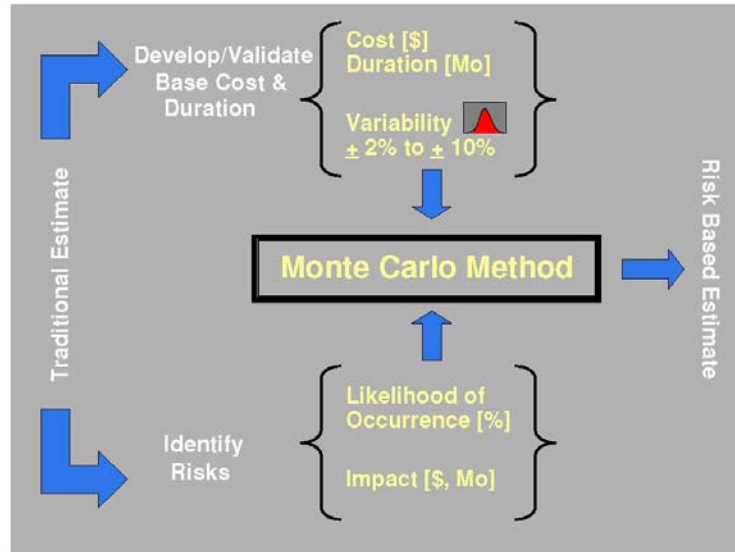 Traditional Estimate
Develop/Validate
Base Cost &
Duration
Cost [$]
Duration [Mo]
Variability
± 2% to ± 10%
Monte Carlo Method
Identify
Risks
Likelihood of
Occurrence [%]
Impact [$, Mo]
Risk Based Estimate